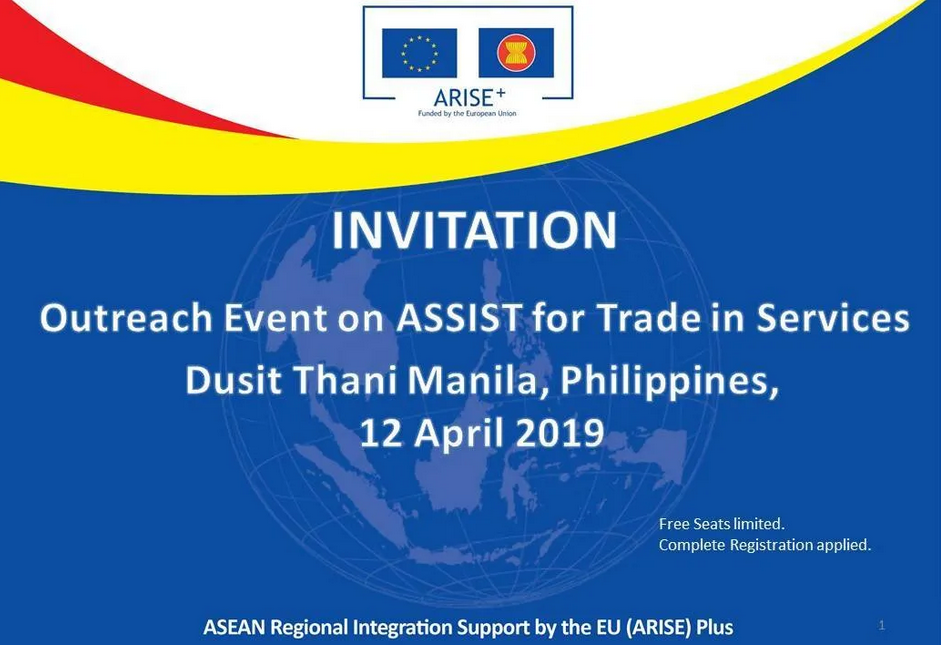 ARISE+
Funded by the European Union
INVITATION
Outreach Event on ASSIST for Trade in Services
Dusit Thani Manila, Philippines,
12 April 2019
Free Seats limited.
Complete Registration applied.
ASEAN Regional Integration Support by the EU (ARISE) Plus
1